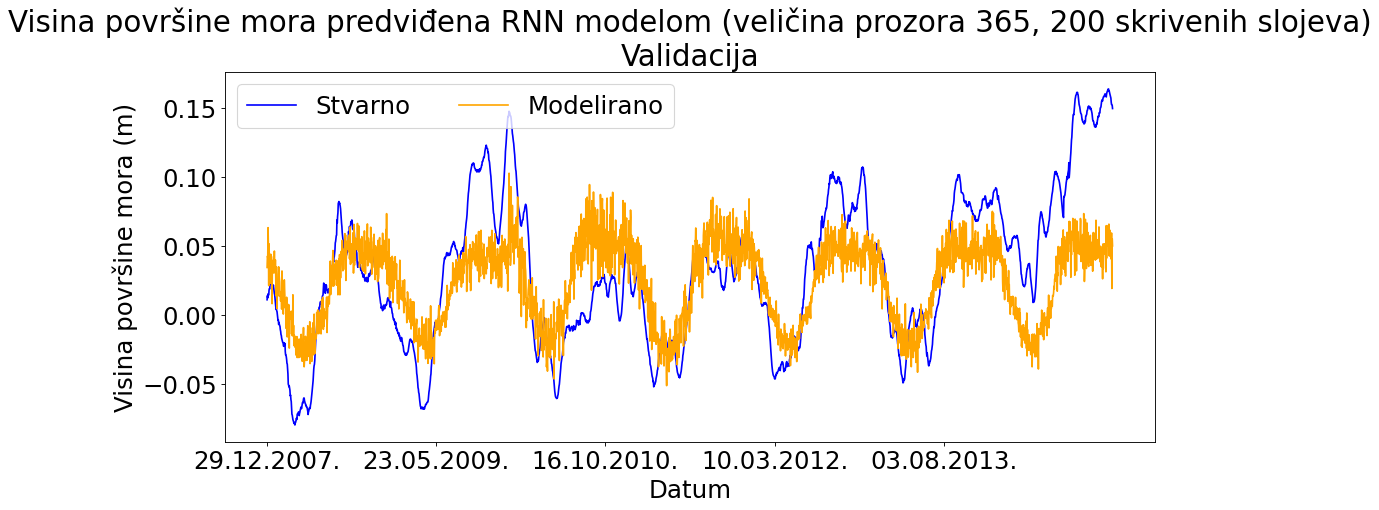 Visina površine mora predviđena RNN modelom (veličina prozora 365, 200 skrivenih slojeva)
Validacija
Stvarno
Modelirano
Visina površine mora (m)
0.15
0.10
0.05
0.00
−0.05
29.12.2007.
23.05.2009.
16.10.2010.
10.03.2012.
03.08.2013.
Datum